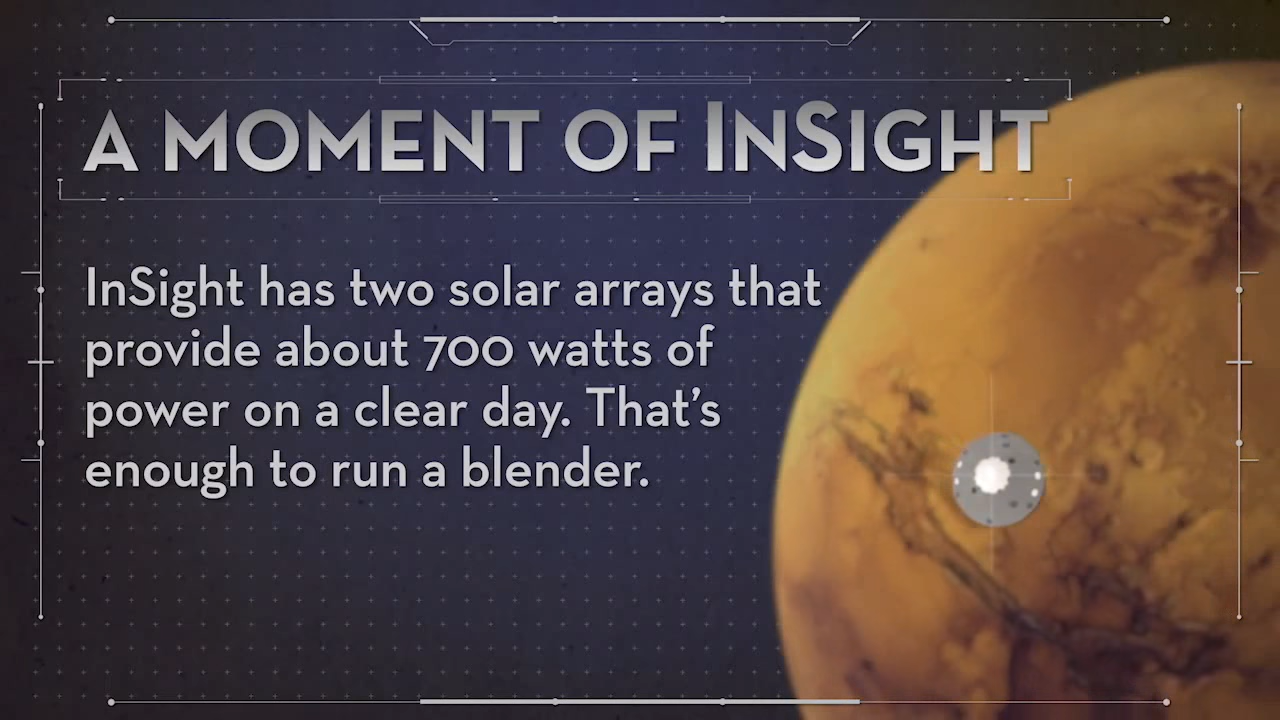 A MOMENT OF INSIGHT
InSight has two solar arrays that
provide about 700 watts of
power on a clear day. That’s
enough to run a blender.